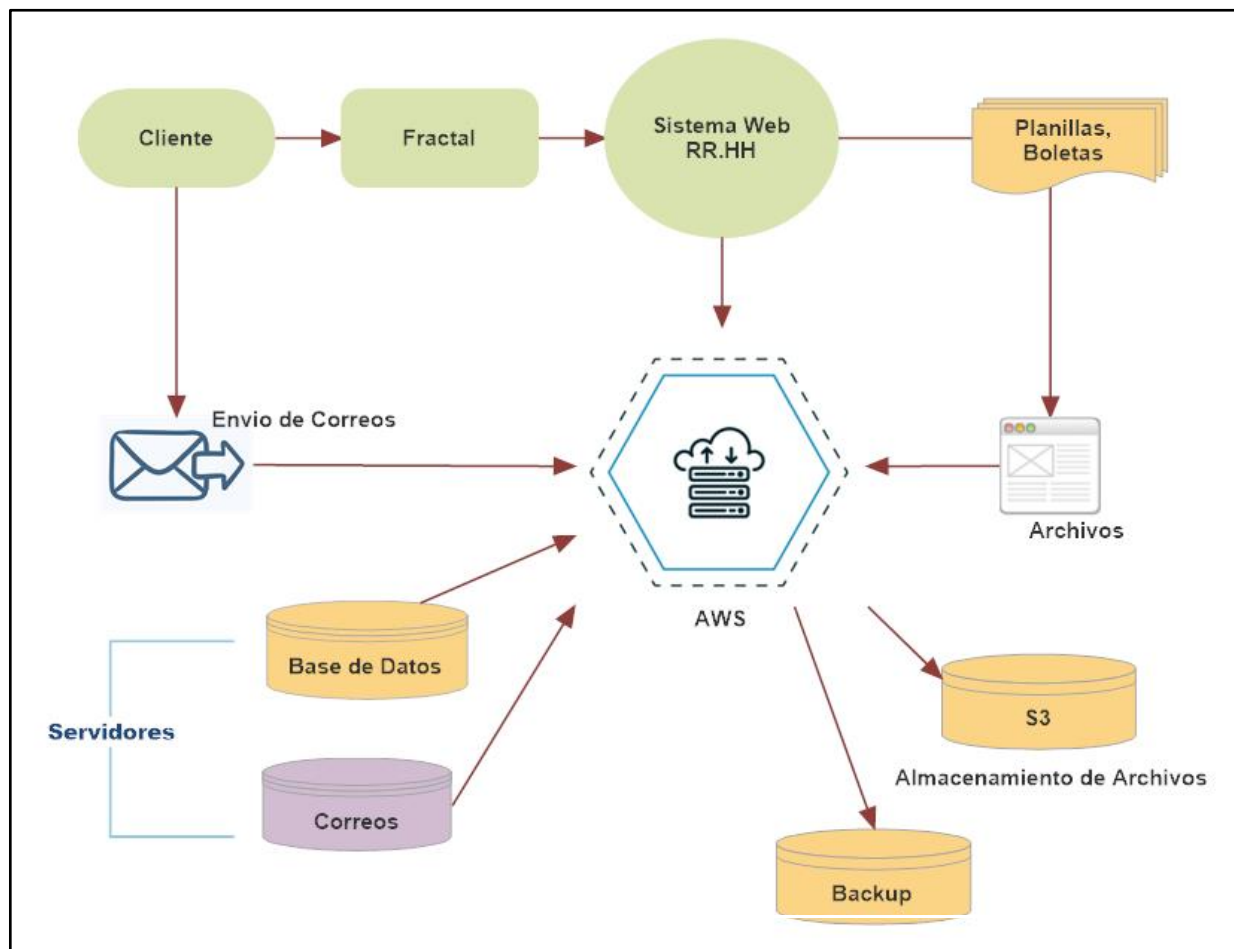 Cliente
Fractal
Sistema Web
RR.HH
Planillas,
Boletas
Envio de Correos
Archivos
AWS
Base de Datos
Servidores
Correos
S3
Almacenamiento de Archivos
Backup